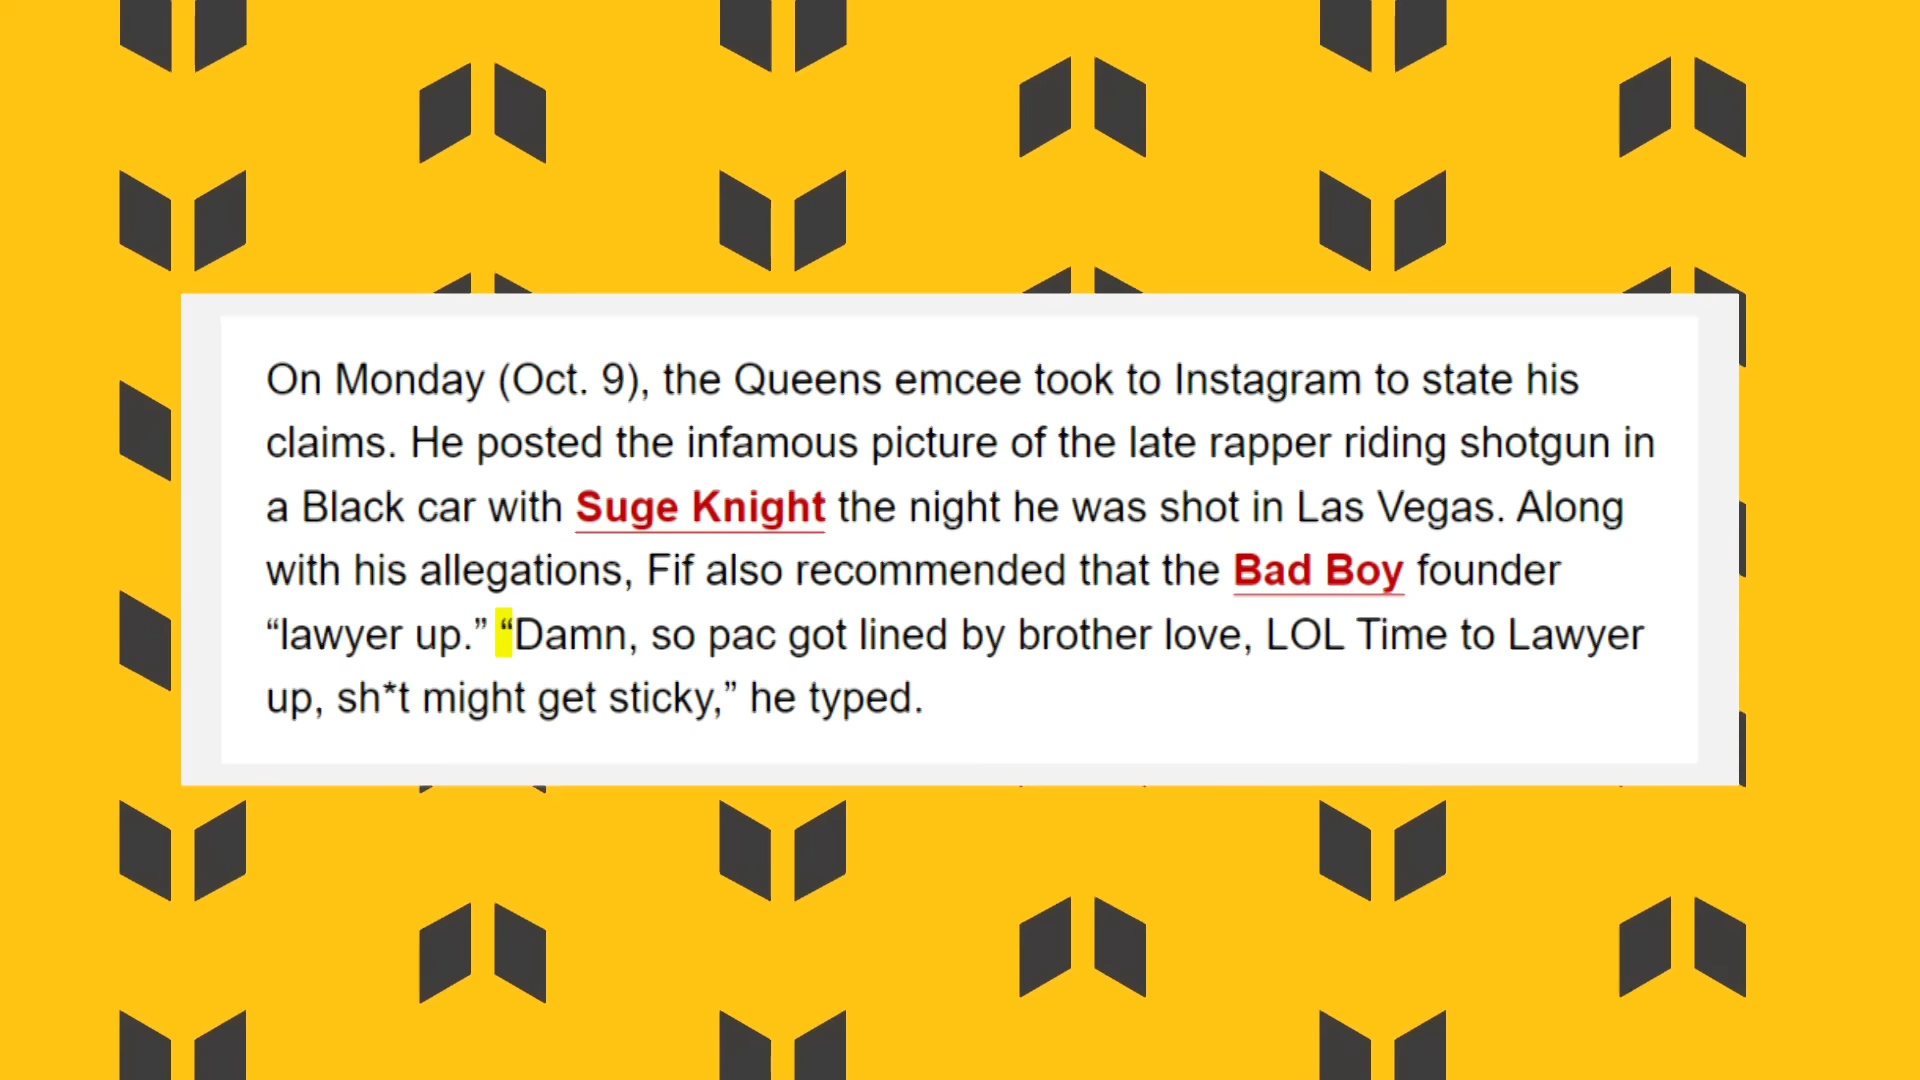 On Monday (Oct. 9), the Queens emcee took to Instagram to state his
claims. He posted the infamous picture of the late rapper riding shotgun in
a Black car with Suge Knight the night he was shot in Las Vegas. Along
with his allegations, Fif also recommended that the Bad Boy founder
“lawyer up.” “Damn, so pac got lined by brother love, LOL Time to Lawyer
up, sh*t might get sticky,” he typed.